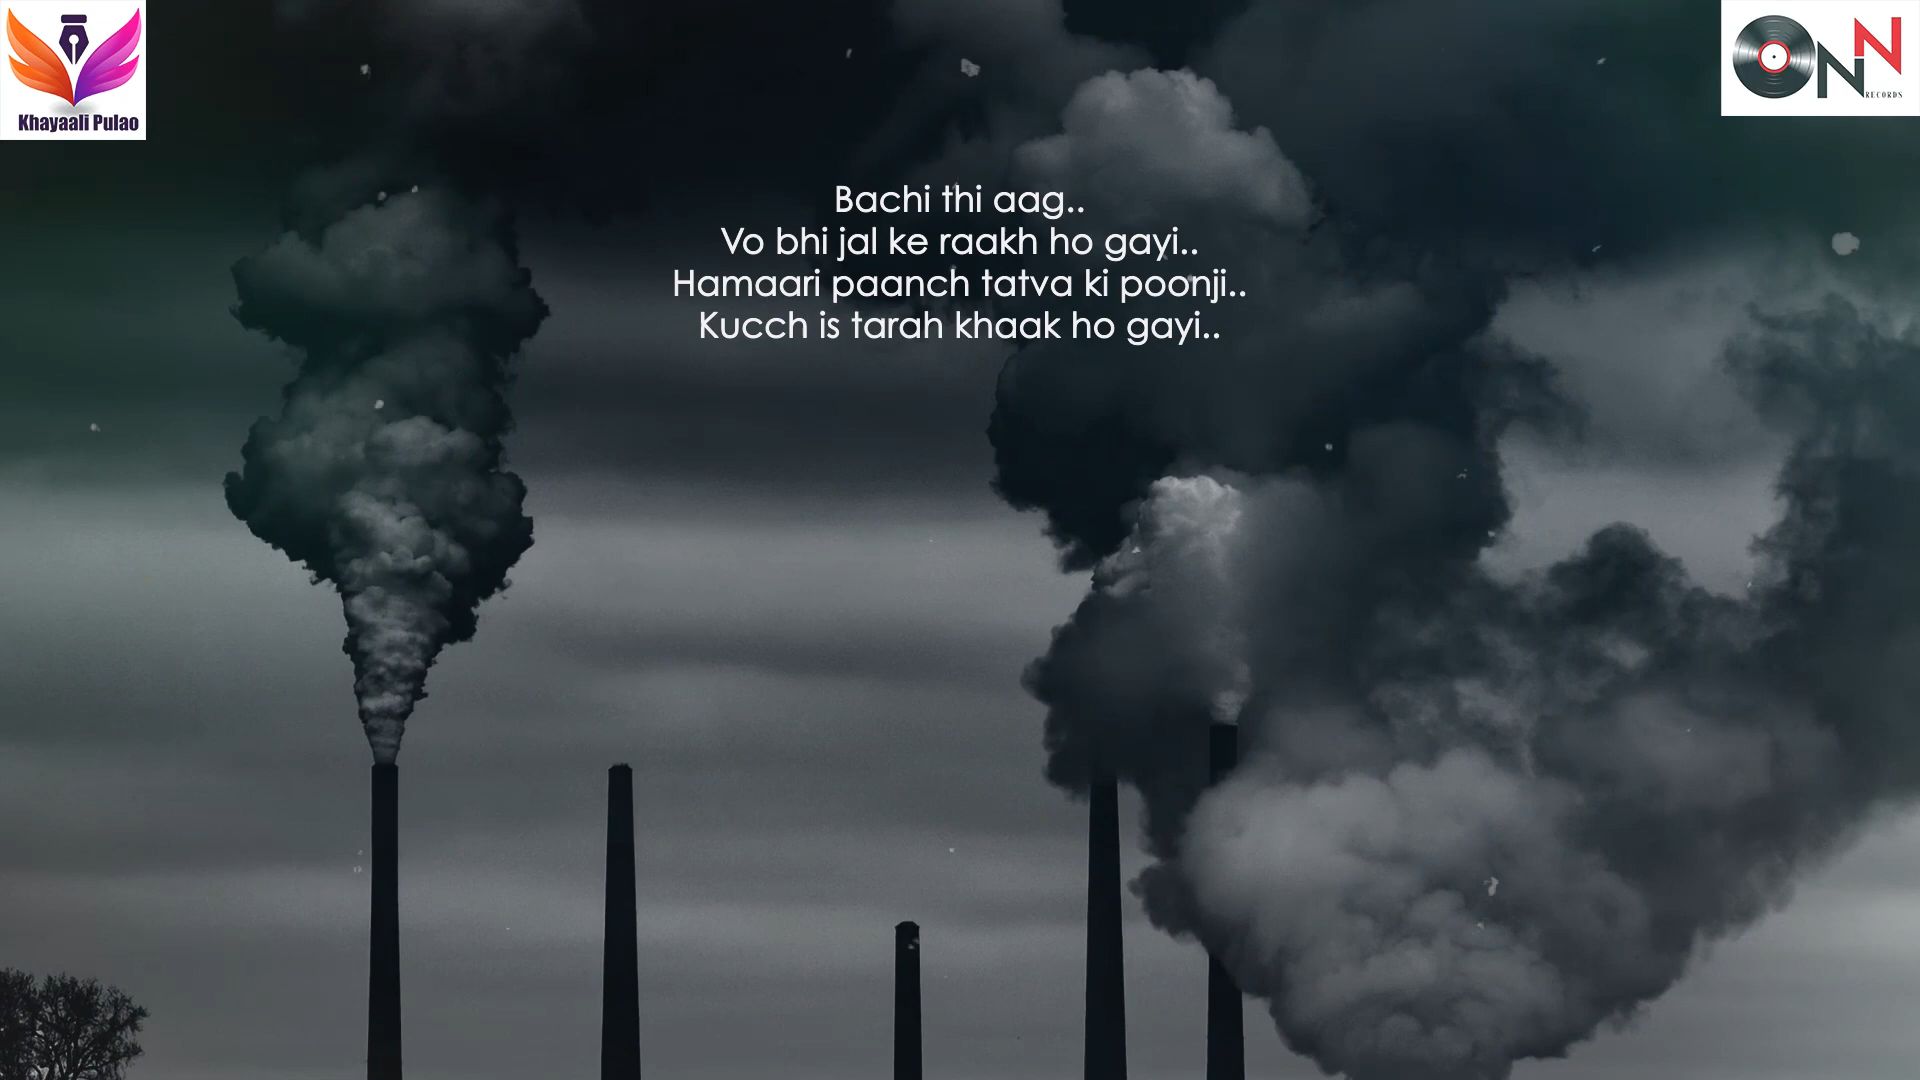 Khayaali Pulao
ONN
RECORDS
Bachi thi aag..
Vo bhi jal ke raakh ho gayi..
Hamaari paanch tatva ki poonji..
Kucch is tarah khaak ho gayi..